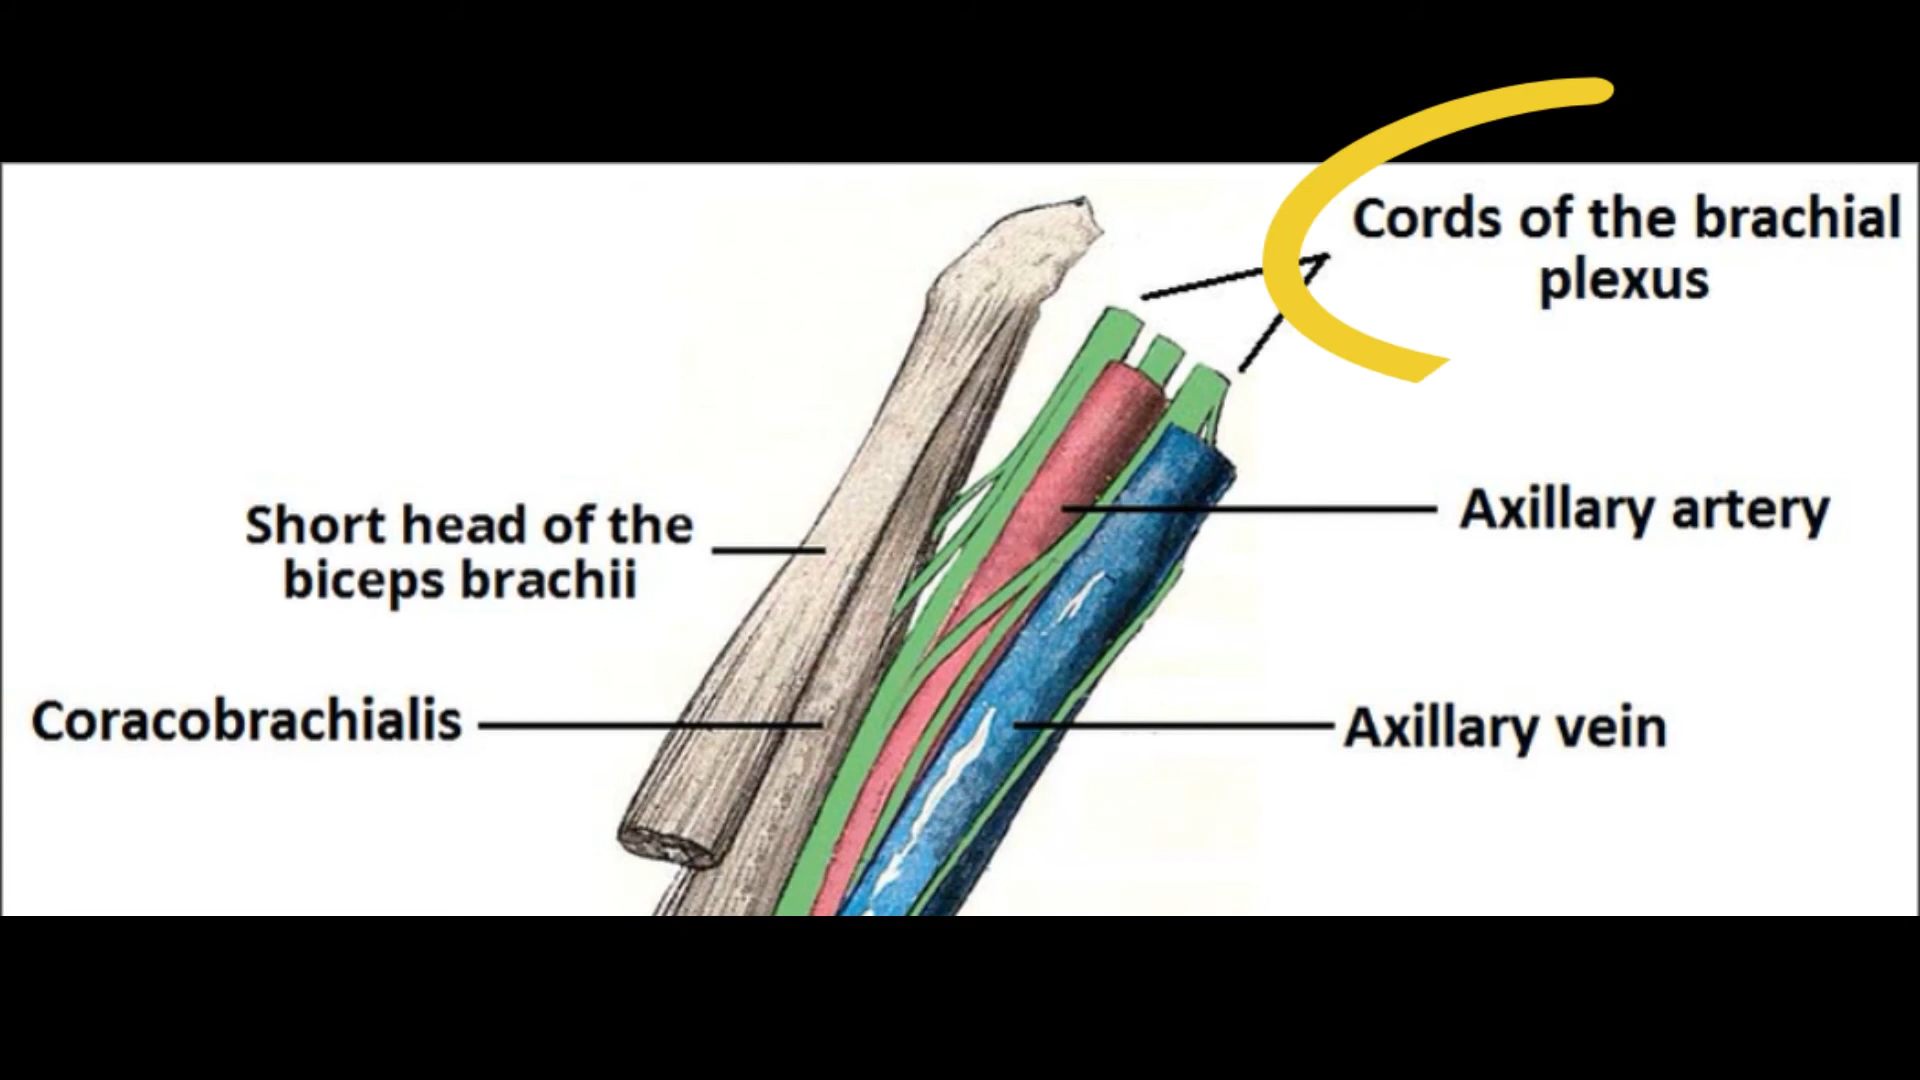 Cords of the brachial
plexus
Short head of the
biceps brachii
Axillary artery
Coracobrachialis
Axillary vein